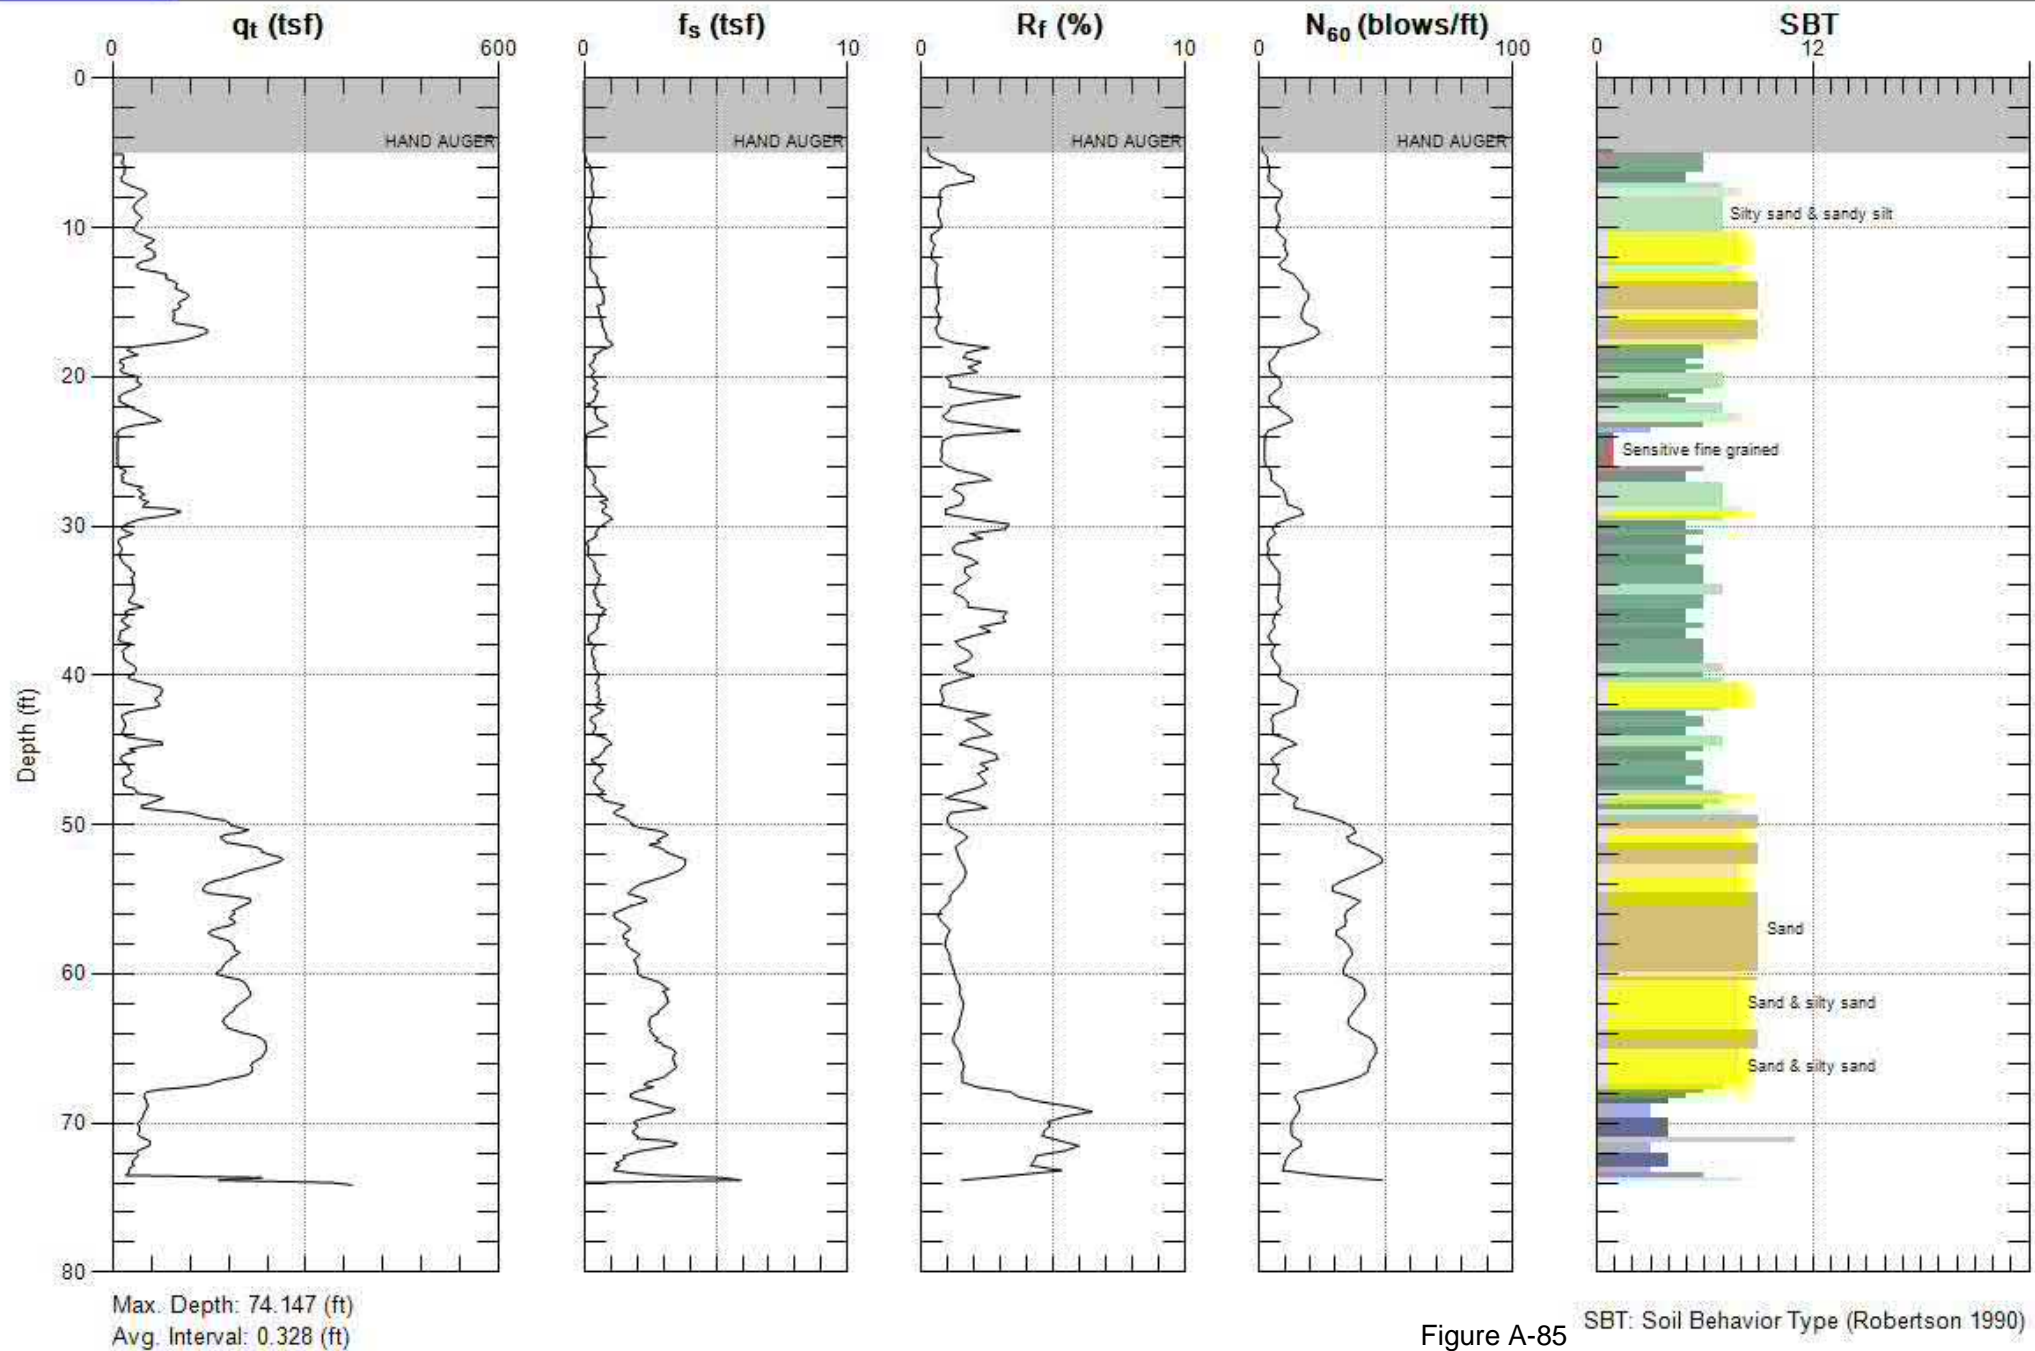 qt (tsf) fs (tsf) Rf (%) N60 (blows/ft) SBT
0 600 0 10 0 10 0 100 0 12
0
HAND AUGER HAND AUGER HAND AUGER HAND AUGER
Silty sand & sandy silt
10
20
Sensitive fine grained
30
40
Depth (ft)
50
Sand
60
Sand & silty sand
Sand & silty sand
70
80
Max. Depth: 74.147 (ft)
Avg. Interval: 0.328 (ft)
Figure A-85
SBT: Soil Behavior Type (Robertson 1990)